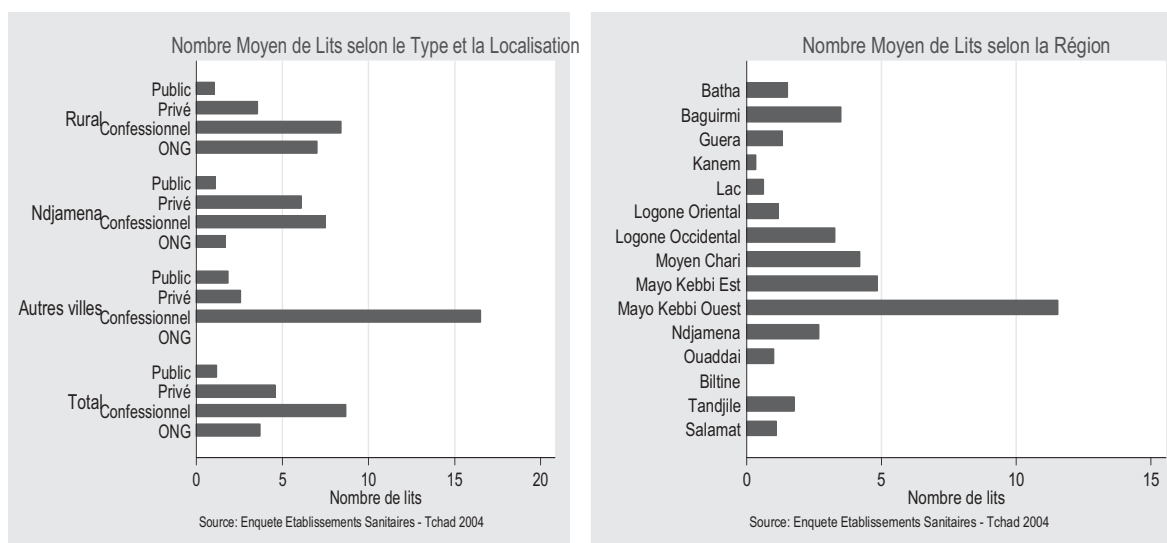 Nombre Moyen de Lits selon le Type et la Localisation
Rural
Public
Privé
Confessionnel
ONG
Ndjamena
Public
Privé
Confessionnel
ONG
Autres villes
Public
Privé
Confessionnel
ONG
Total
Public
Privé
Confessionnel
ONG
0 5 10 15 20
Nombre de lits
Source: Enquete Etablissements Sanitaires - Tchad 2004
Nombre Moyen de Lits selon la Région
Batha
Baguirmi
Guera
Kanem
Lac
Logone Oriental
Logone Occidental
Moyen Chari
Mayo Kebbi Est
Mayo Kebbi Ouest
Ndjamena
Ouaddai
Biltine
Tandjile
Salamat
0 5 10 15
Nombre de lits
Source: Enquete Etablissements Sanitaires - Tchad 2004